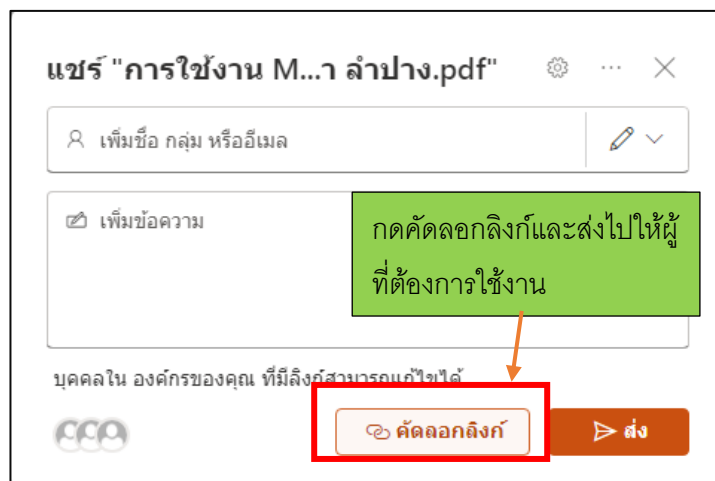 แชร์ "การใช้งาน M...า ลำปาง.pdf"
เพิ่มชื่อ กลุ่ม หรืออีเมล
เพิ่มข้อความ
กดคัดลอกลิงก์และส่งไปให้ผู้
ที่ต้องการใช้งาน
บุคคลใน องค์กรของคุณ ที่มีลิงก์สามารถแก้ไขได้
คัดลอกลิงก์
ส่ง